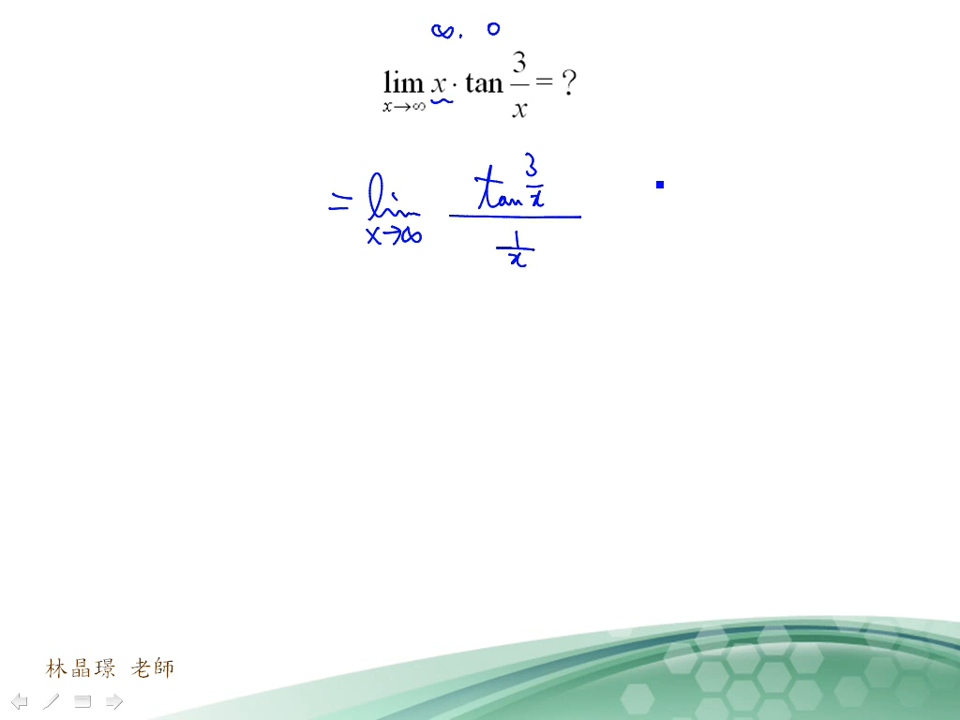 ∞. 0
lim x→∞ x · tan 3/x = ?
= lim x→∞ (tan 3/x) / (1/x)
林晶璟 老師